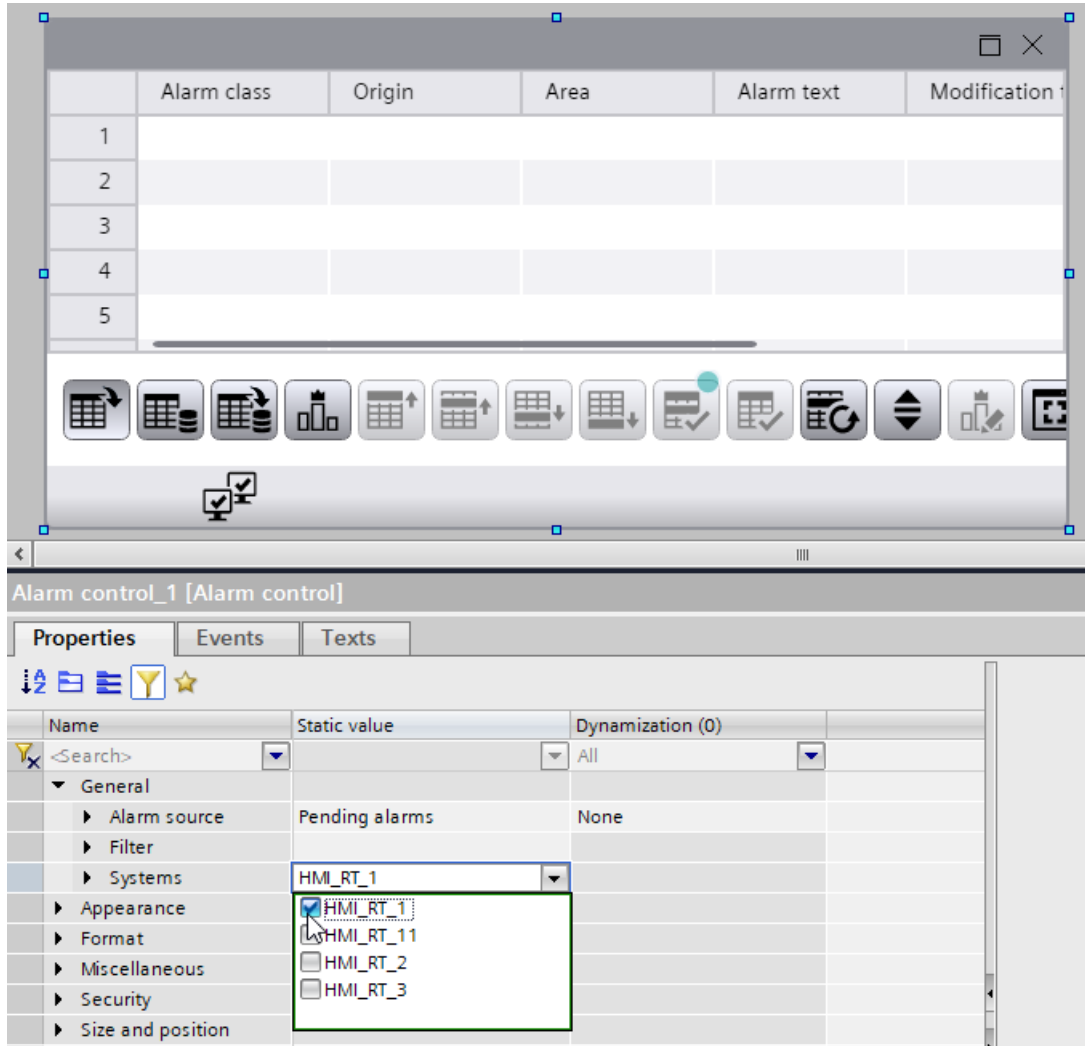 Alarm class Origin Area Alarm text Modification
1
2
3
4
5
Alarm control_1 [Alarm control]
Properties Events Texts
Name Static value Dynamization (0)
<Search> All
General
Alarm source Pending alarms None
Filter
Systems HMI_RT_1
Appearance HMI_RT_1
Format HMI_RT_11
Miscellaneous HMI_RT_2
Security HMI_RT_3
Size and position